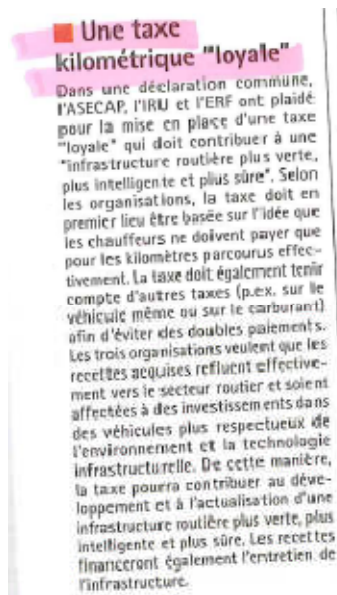 Une taxe
kilométrique "loyale"
Dans une déclaration commune,
l'ASECAP, l'IRU et l'ERF ont plaidé
pour la mise en place d'une taxe
"loyale" qui doit contribuer à une
"infrastructure routière plus verte,
plus intelligente et plus sûre". Selon
les organisations, la taxe doit en
premier lieu être basée sur l'idée que
les chauffeurs ne doivent payer que
pour les kilomètres parcourus effec-
tivement. La taxe doit également tenir
compte d'autres taxes (p.ex. sur le
véhicule même ou sur le carburant)
afin d'éviter des doubles paiements.
Les trois organisations veulent que les
recettes acquises refluent effective-
ment vers le secteur routier et soient
affectées à des investissements dans
des véhicules plus respectueux de
l'environnement et la technologie
infrastructurelle. De cette manière,
la taxe pourra contribuer au déve-
loppement et à l'actualisation d'une
infrastructure routière plus verte, plus
intelligente et plus sûre. Les recettes
financeront également l'entretien de
l'infrastructure.